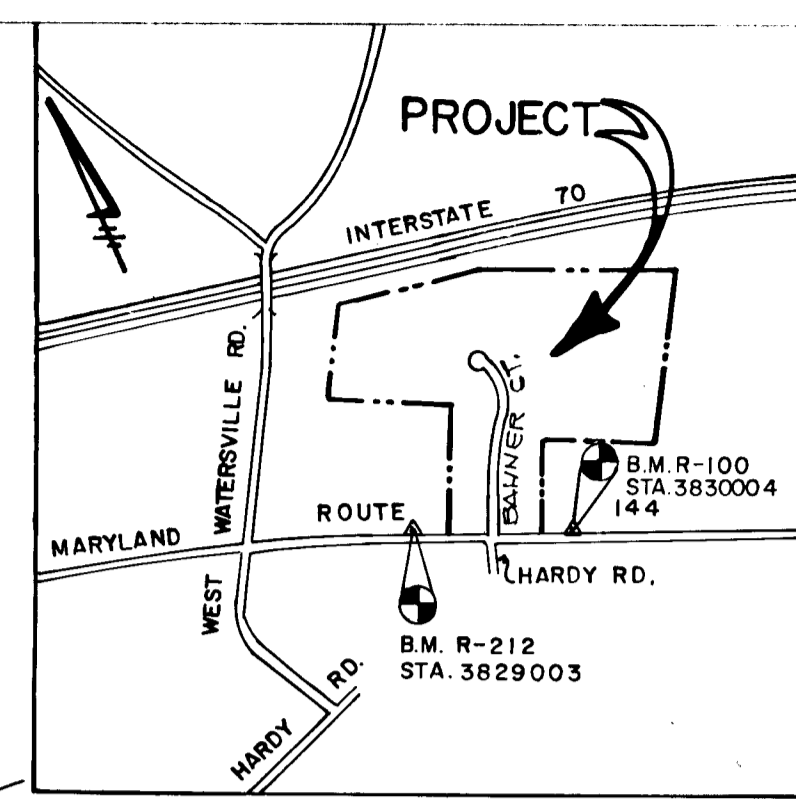 PROJECT
INTERSTATE 70
WEST WATERSVILLE RD.
BANNER CT.
B.M.R-100
STA.3830004
MARYLAND ROUTE 144
HARDY RD.
B.M. R-212
STA. 3829003
HARDY RD.